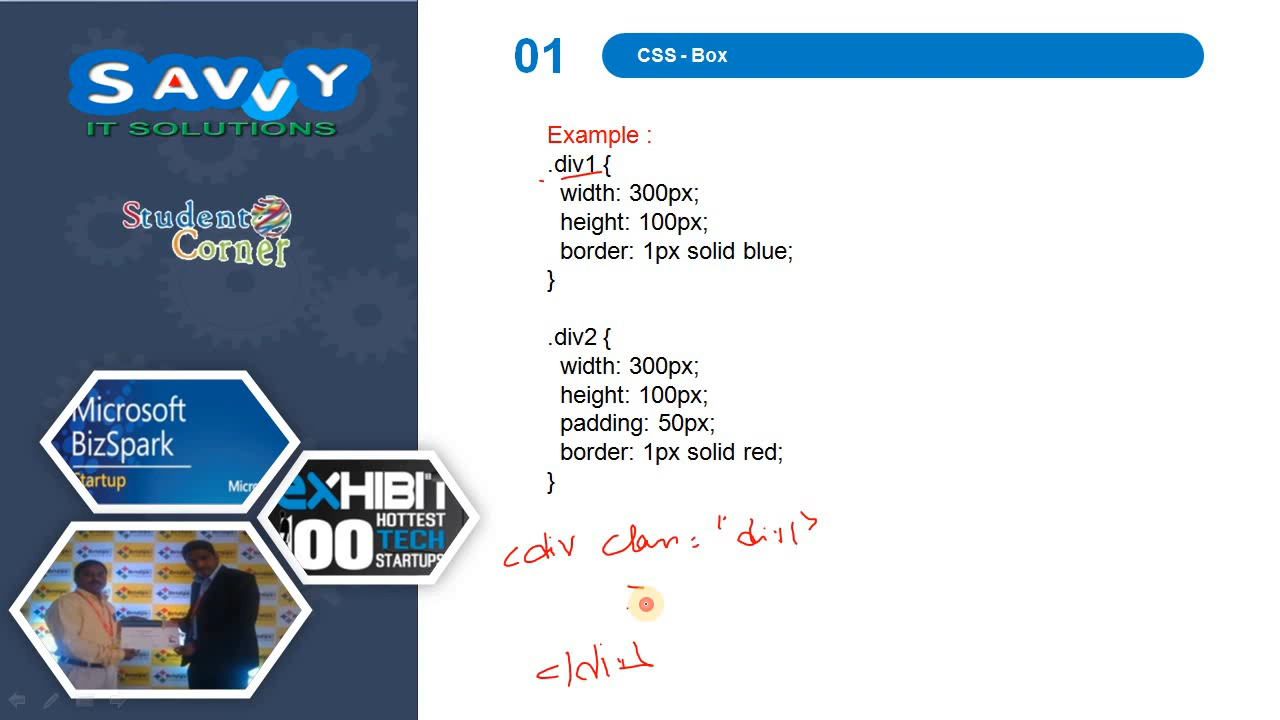 SAVVY
IT SOLUTIONS
Student
Corner
Microsoft
BizSpark
Startup
Micr
eXHIBIT
100
HOTTEST
TECH
STARTUPS
01
CSS - Box
Example :
.div1 {
width: 300px;
height: 100px;
border: 1px solid blue;
}
.div2 {
width: 300px;
height: 100px;
padding: 50px;
border: 1px solid red;
}
<div class="div1>
</div>